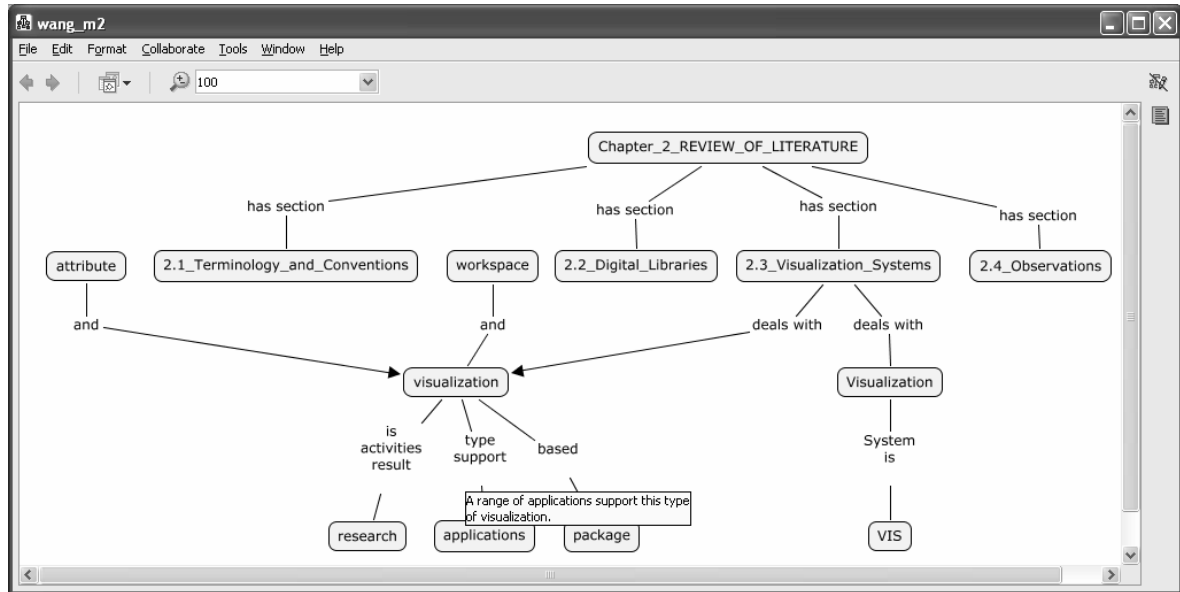 wang_m2
File Edit Format Collaborate Tools Window Help
100
Chapter_2_REVIEW_OF_LITERATURE
has section
has section
has section
has section
attribute
2.1_Terminology_and_Conventions
workspace
2.2_Digital_Libraries
2.3_Visualization_Systems
2.4_Observations
and
and
deals with
deals with
visualization
Visualization
is
activities
result
type
support
based
System
is
A range of applications support this type
of visualization.
research
applications
package
VIS